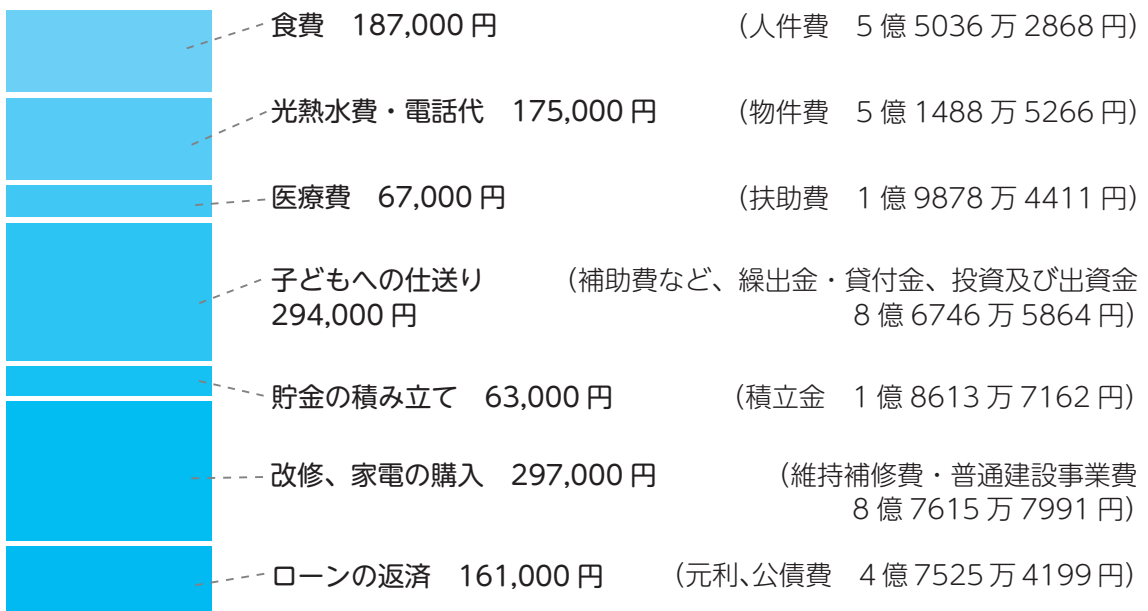 食費　187,000 円　（人件費　5 億 5036 万 2868 円）
光熱水費・電話代　175,000 円　（物件費　5 億 1488 万 5266 円）
医療費　67,000 円　（扶助費　1 億 9878 万 4411 円）
子どもへの仕送り　（補助費など、繰出金・貸付金、投資及び出資金
294,000 円　8 億 6746 万 5864 円）
貯金の積み立て　63,000 円　（積立金　1 億 8613 万 7162 円）
改修、家電の購入　297,000 円　（維持補修費・普通建設事業費
8 億 7615 万 7991 円）
ローンの返済　161,000 円　（元利、公債費　4 億 7525 万 4199 円）